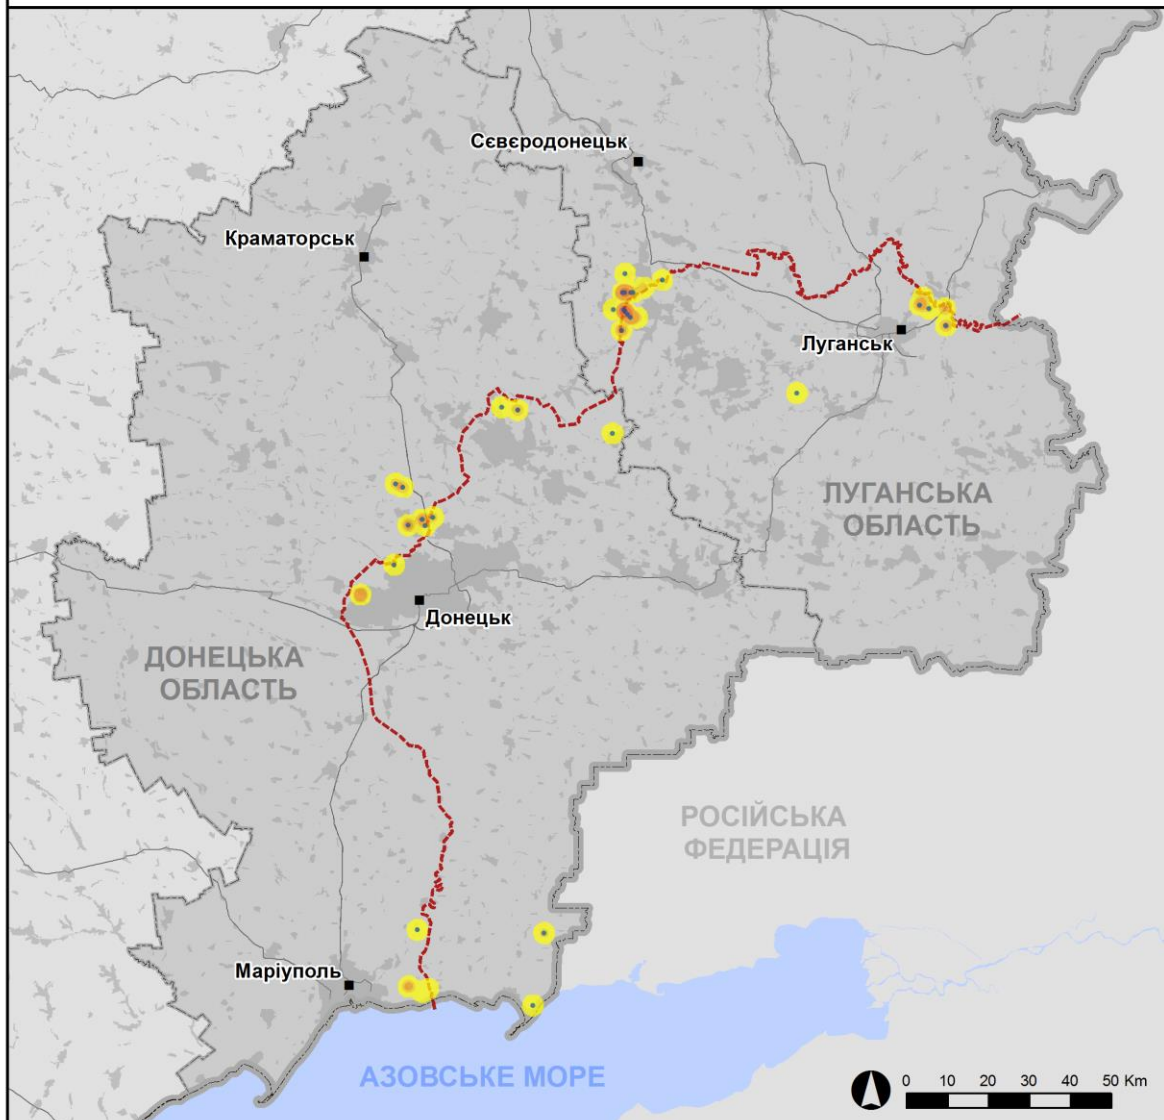 Сєвєродонецьк
Краматорськ
Луганськ
ЛУГАНСЬКА
ОБЛАСТЬ
Донецьк
ДОНЕЦЬКА
ОБЛАСТЬ
РОСІЙСЬКА
ФЕДЕРАЦІЯ
Маріуполь
АЗОВСЬКЕ МОРЕ
0 10 20 30 40 50 Km